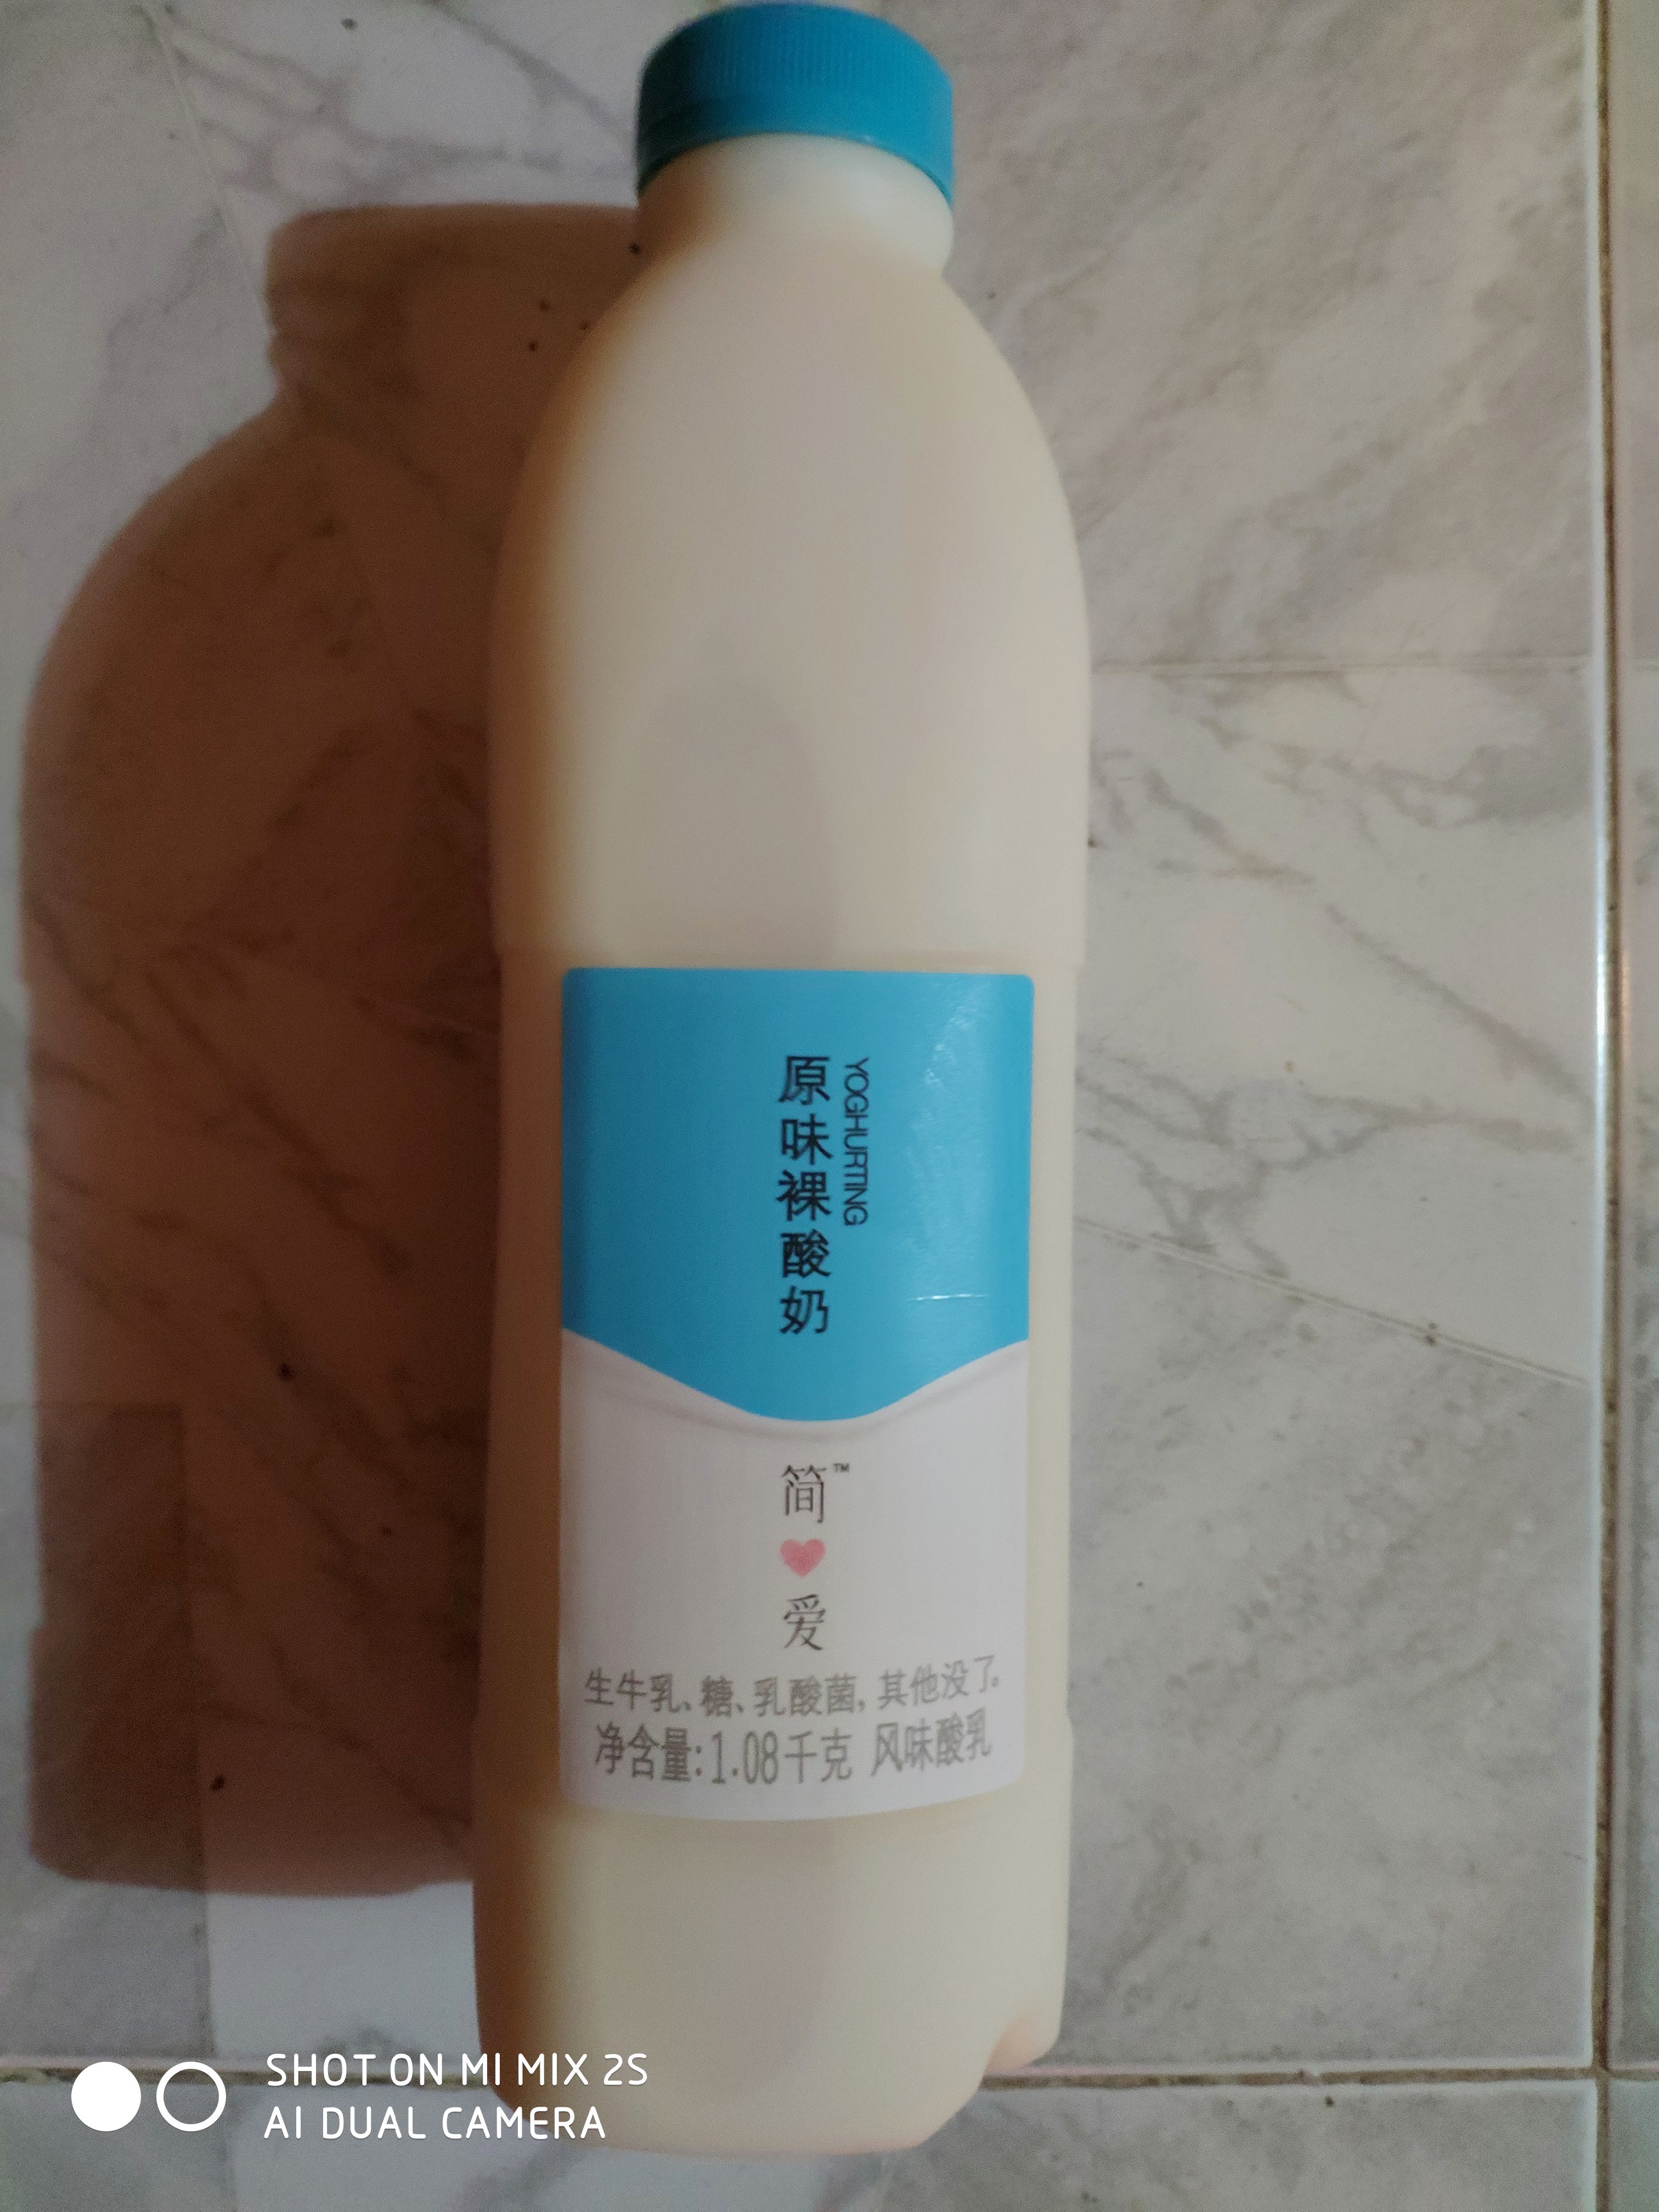 原味裸酸奶
YOGHURTING
简™
爱
生牛乳、糖、乳酸菌, 其他没了。
净含量:1.08千克 风味酸乳
SHOT ON MI MIX 2S
AI DUAL CAMERA